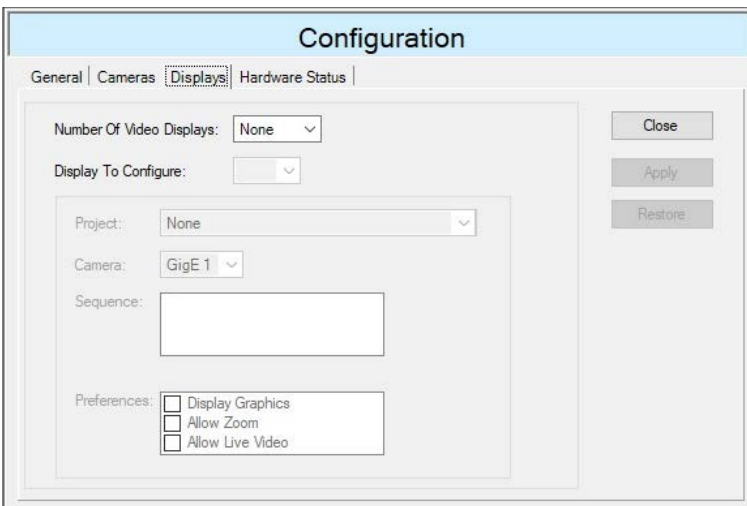 Configuration
General Cameras Displays Hardware Status
Number Of Video Displays: None
Close
Display To Configure:
Apply
Project: None
Restore
Camera: GigE 1
Sequence:
Preferences: Display Graphics
Allow Zoom
Allow Live Video